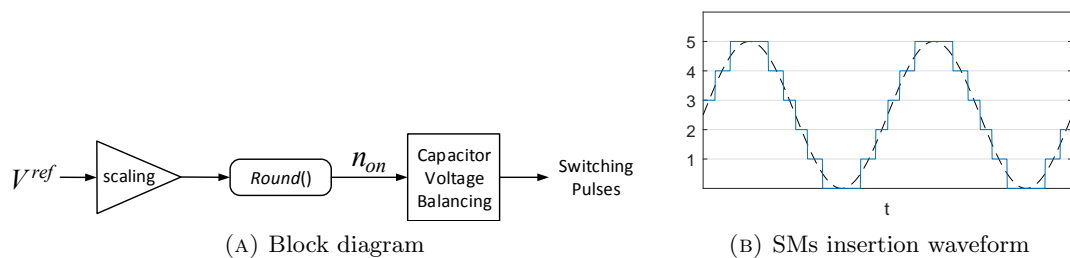 V^ref
scaling
Round()
n_on
Capacitor
Voltage
Balancing
Switching
Pulses
(A) Block diagram
5
4
3
2
1
t
(B) SMs insertion waveform